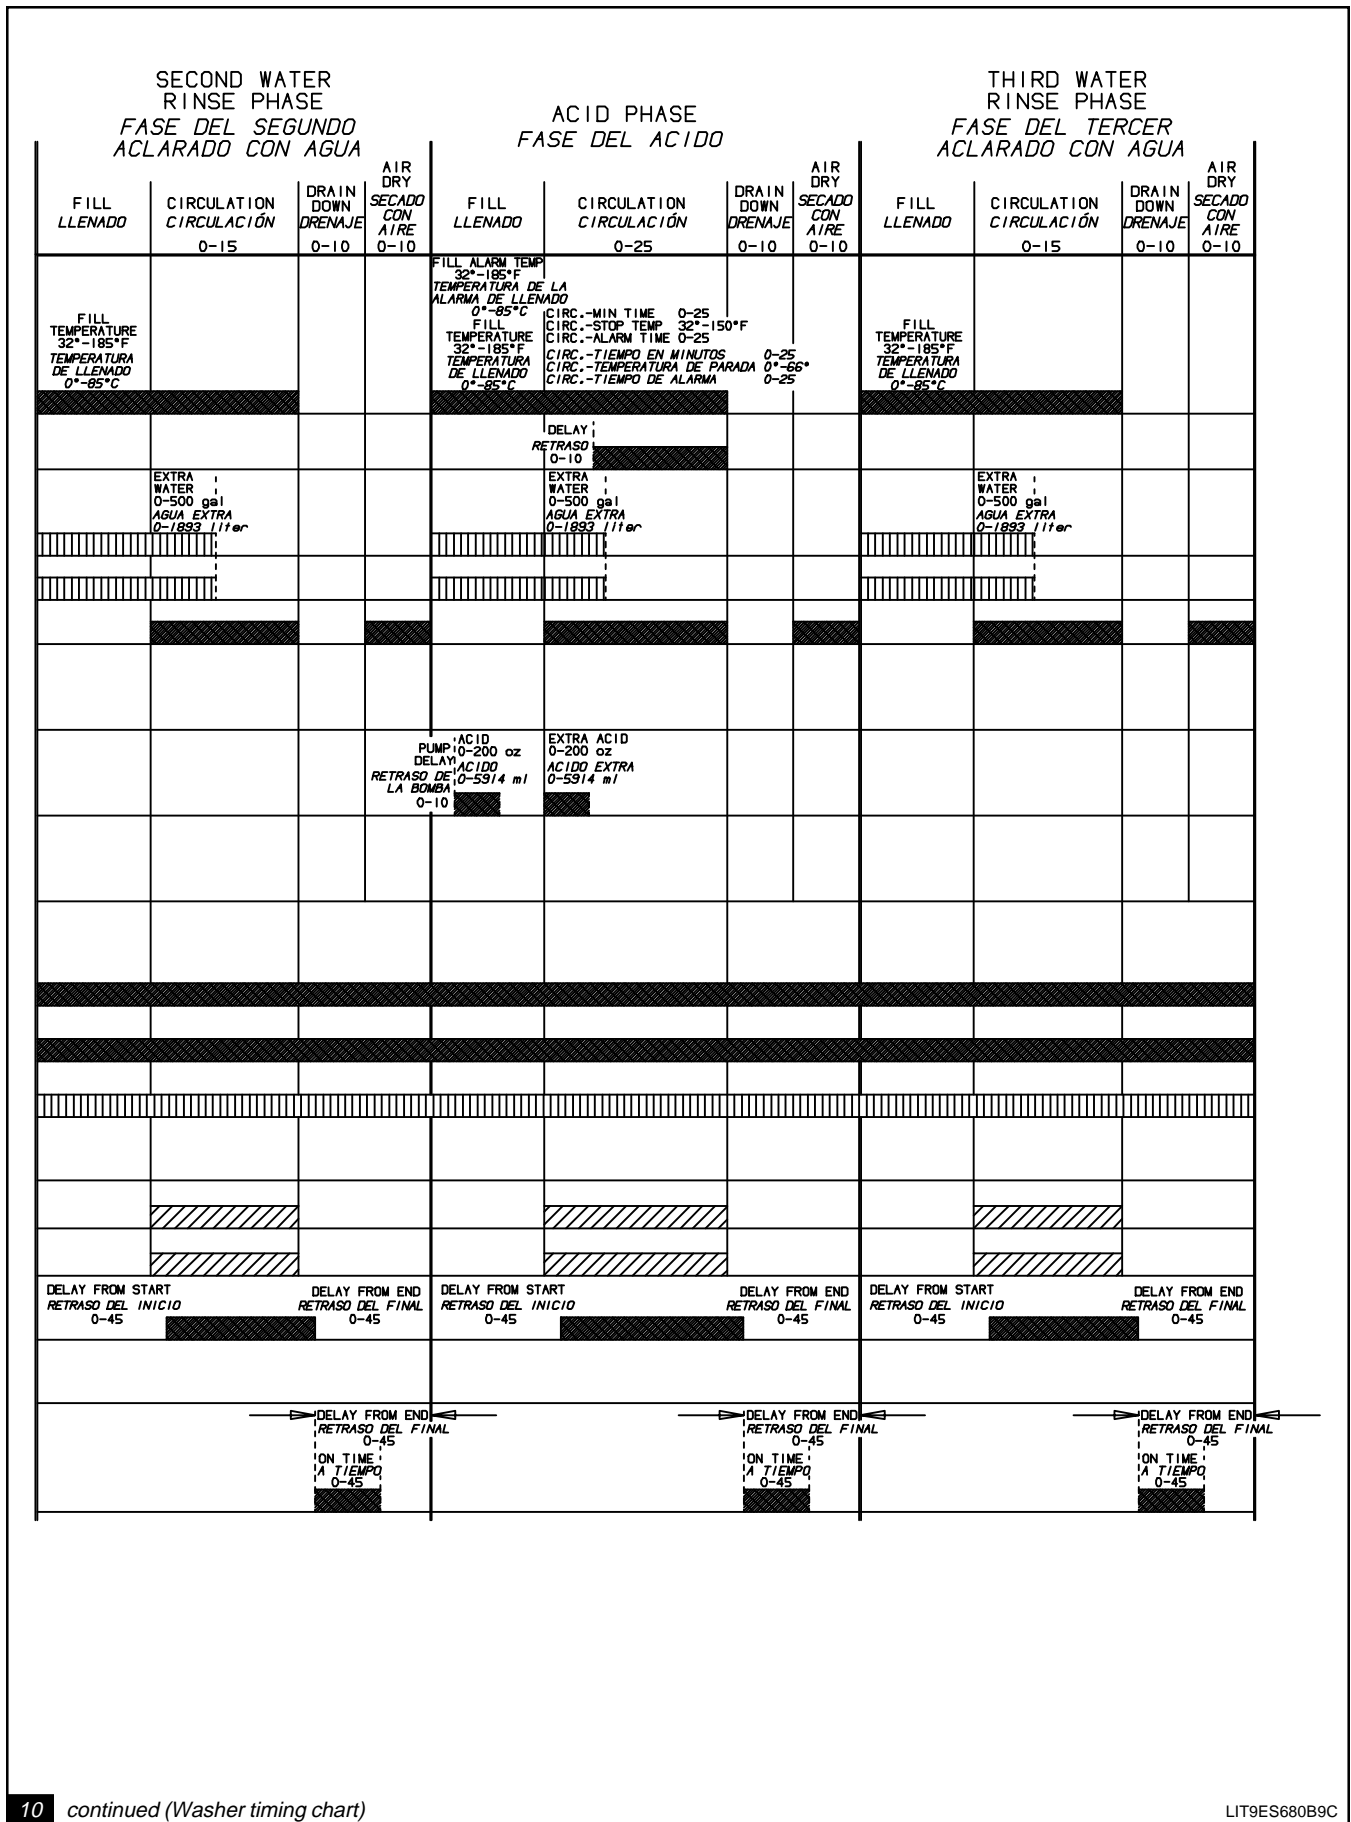 SECOND WATER
RINSE PHASE
FASE DEL SEGUNDO
ACLARADO CON AGUA
ACID PHASE
FASE DEL ACIDO
THIRD WATER
RINSE PHASE
FASE DEL TERCER
ACLARADO CON AGUA
FILL
LLENADO
CIRCULATION
CIRCULACIÓN
0-15
DRAIN
DOWN
DRENAJE
0-10
AIR
DRY
SECADO
CON
AIRE
0-10
FILL
LLENADO
CIRCULATION
CIRCULACIÓN
0-25
DRAIN
DOWN
DRENAJE
0-10
AIR
DRY
SECADO
CON
AIRE
0-10
FILL
LLENADO
CIRCULATION
CIRCULACIÓN
0-15
DRAIN
DOWN
DRENAJE
0-10
AIR
DRY
SECADO
CON
AIRE
0-10
FILL
TEMPERATURE
32°-185°F
TEMPERATURA
DE LLENADO
0°-85°C
FILL ALARM TEMP
32°-185°F
TEMPERATURA DE LA
ALARMA DE LLENADO
0°-85°C
FILL
TEMPERATURE
32°-185°F
TEMPERATURA
DE LLENADO
0°-85°C
CIRC.-MIN TIME 0-25
CIRC.-STOP TEMP 32°-150°F
CIRC.-ALARM TIME 0-25
CIRC.-TIEMPO EN MINUTOS 0-25
CIRC.-TEMPERATURA DE PARADA 0°-66°
CIRC.-TIEMPO DE ALARMA 0-25
FILL
TEMPERATURE
32°-185°F
TEMPERATURA
DE LLENADO
0°-85°C
DELAY
RETRASO
0-10
EXTRA
WATER
0-500 gal
AGUA EXTRA
0-1893 liter
EXTRA
WATER
0-500 gal
AGUA EXTRA
0-1893 liter
EXTRA
WATER
0-500 gal
AGUA EXTRA
0-1893 liter
PUMP
DELAY
RETRASO DE
LA BOMBA
0-10
ACID
0-200 oz
ACIDO
0-5914 ml
EXTRA ACID
0-200 oz
ACIDO EXTRA
0-5914 ml
DELAY FROM START
RETRASO DEL INICIO
0-45
DELAY FROM END
RETRASO DEL FINAL
0-45
DELAY FROM START
RETRASO DEL INICIO
0-45
DELAY FROM END
RETRASO DEL FINAL
0-45
DELAY FROM START
RETRASO DEL INICIO
0-45
DELAY FROM END
RETRASO DEL FINAL
0-45
DELAY FROM END
RETRASO DEL FINAL
0-45
ON TIME
A TIEMPO
0-45
DELAY FROM END
RETRASO DEL FINAL
0-45
ON TIME
A TIEMPO
0-45
DELAY FROM END
RETRASO DEL FINAL
0-45
ON TIME
A TIEMPO
0-45
10 continued (Washer timing chart)
LIT9ES680B9C